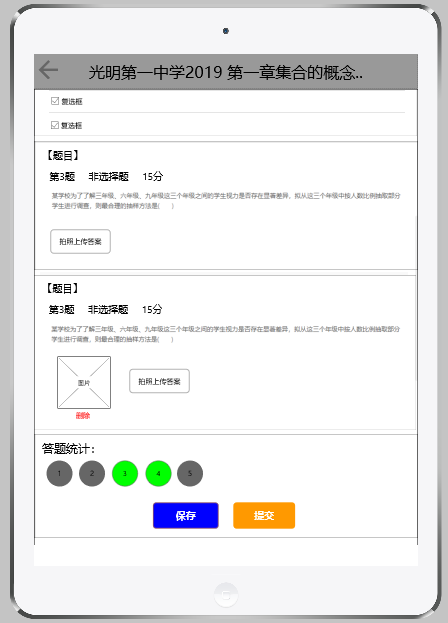 光明第一中学2019 第一章集合的概念..
复选框
复选框
【题目】
第3题 非选择题 15分
某学校为了了解三年级、六年级、九年级这三个年级之间的学生视力是否存在显著差异，拟从这三个年级中按人数比例抽取部分
学生进行调查，则最合理的抽样方法是( )
拍照上传答案
【题目】
第3题 非选择题 15分
某学校为了了解三年级、六年级、九年级这三个年级之间的学生视力是否存在显著差异，拟从这三个年级中按人数比例抽取部分
学生进行调查，则最合理的抽样方法是( )
图片
拍照上传答案
删除
答题统计：
1 2 3 4 5
保存 提交